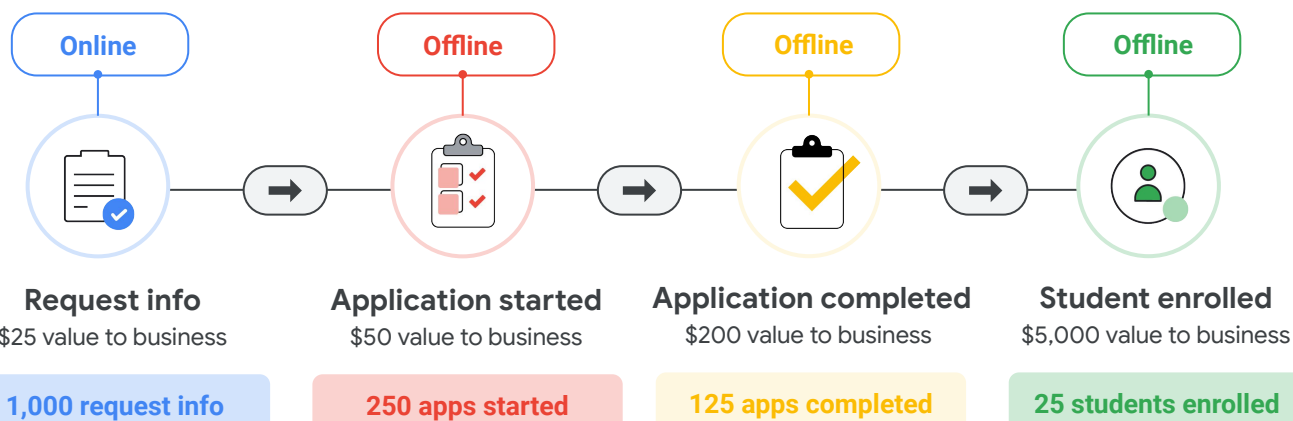 Online
Offline
Offline
Offline
Request info
Application started
Application completed
Student enrolled
$25 value to business
$50 value to business
$200 value to business
$5,000 value to business
1,000 request info
250 apps started
125 apps completed
25 students enrolled